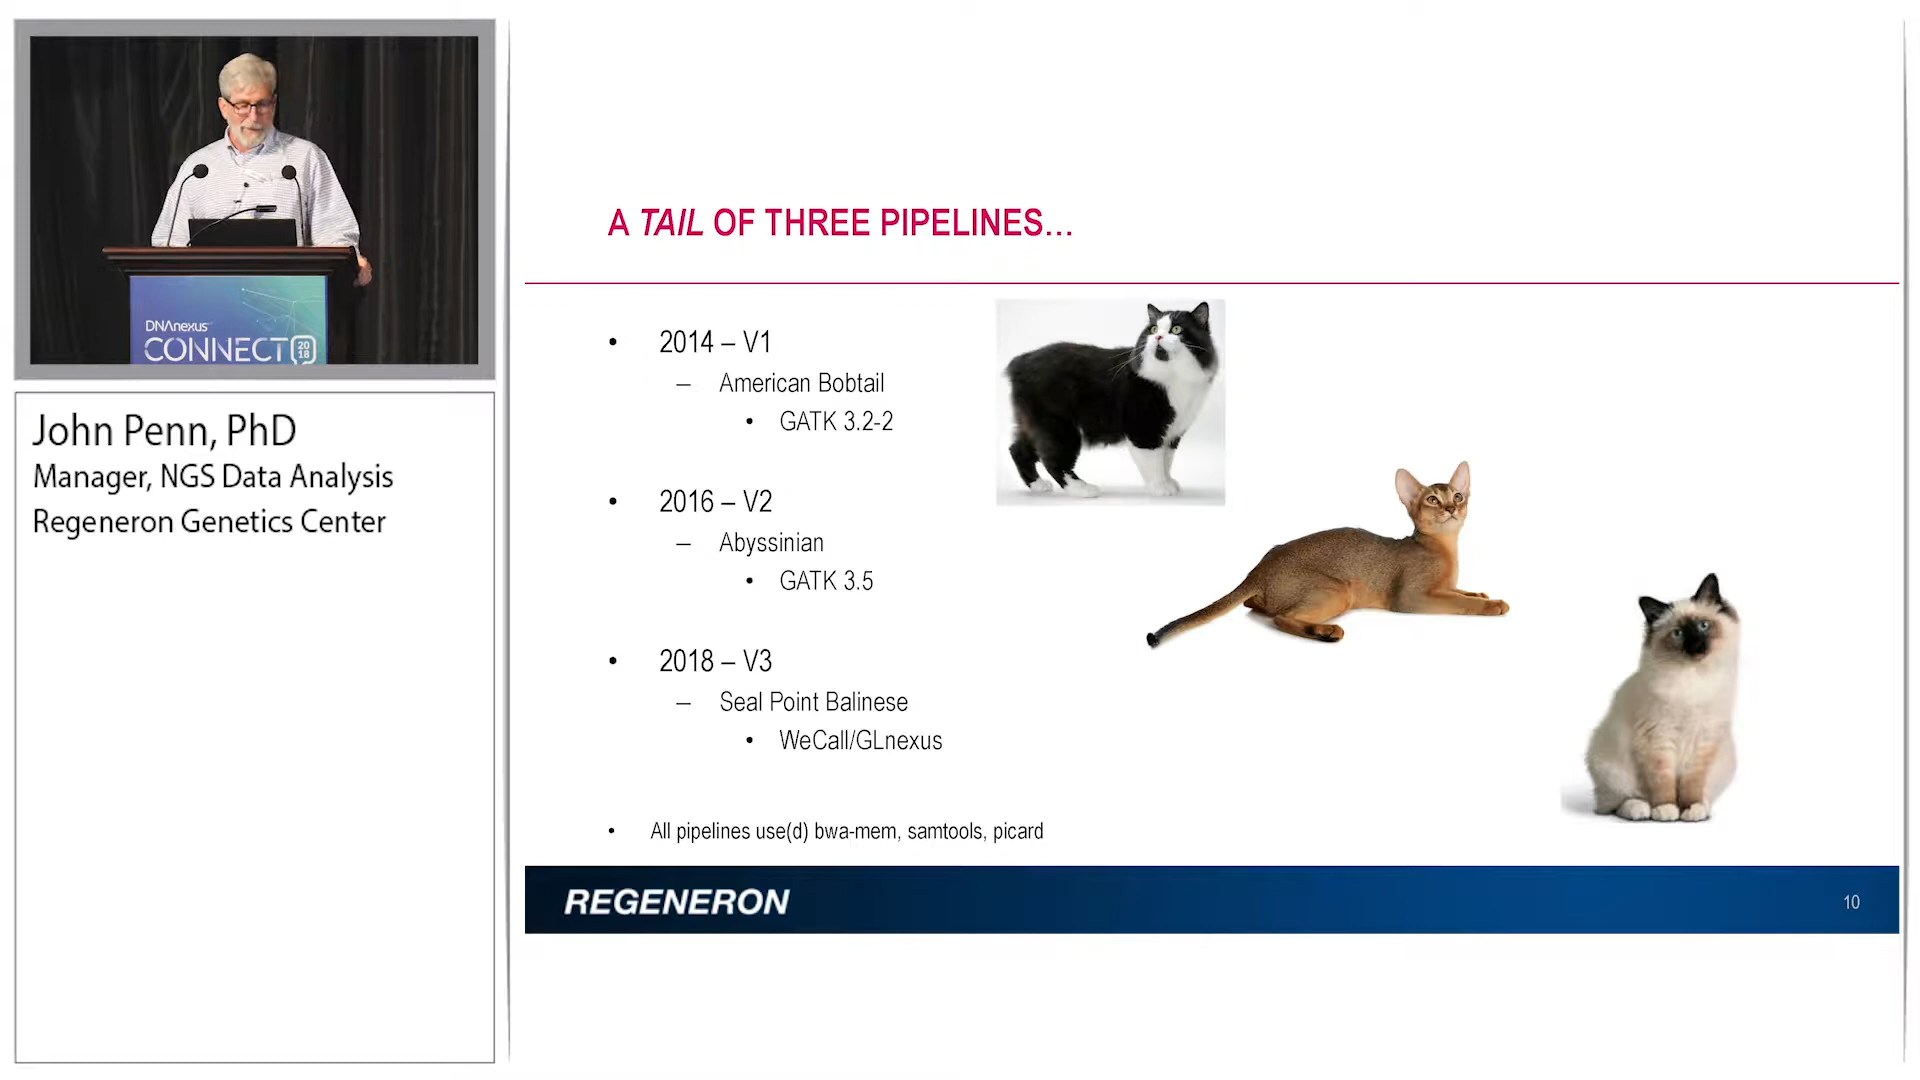 DNAnexus
CONNECT 2018
John Penn, PhD
Manager, NGS Data Analysis
Regeneron Genetics Center
A TAIL OF THREE PIPELINES…
• 2014 – V1
– American Bobtail
• GATK 3.2-2
• 2016 – V2
– Abyssinian
• GATK 3.5
• 2018 – V3
– Seal Point Balinese
• WeCall/GLnexus
• All pipelines use(d) bwa-mem, samtools, picard
REGENERON
10